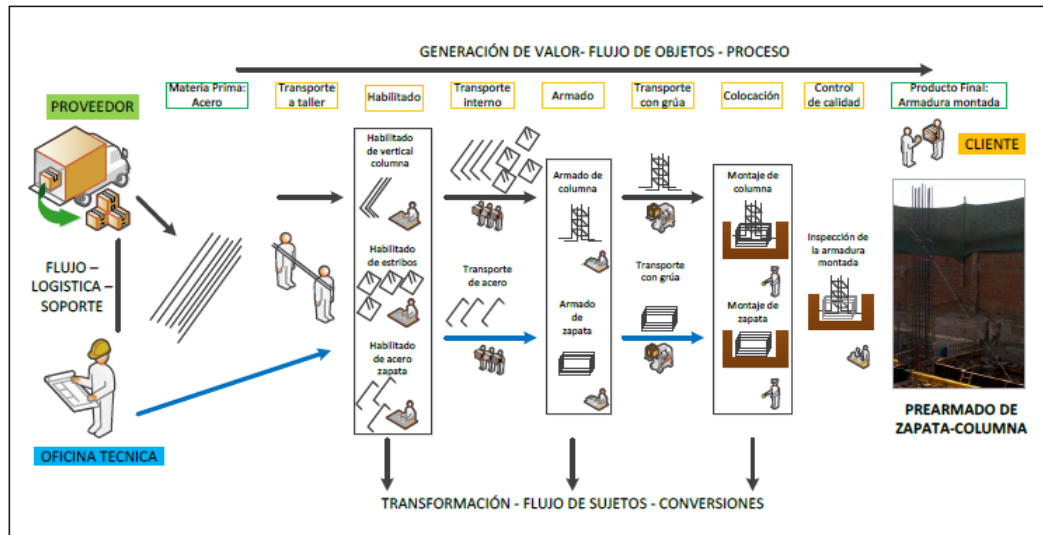 GENERACIÓN DE VALOR- FLUJO DE OBJETOS - PROCESO
PROVEEDOR
Materia Prima:
Acero
Transporte
a taller
Habilitado
Transporte
interno
Armado
Transporte
con grúa
Colocación
Control
de calidad
Producto Final:
Armadura montada
CLIENTE
Habilitado
de vertical
columna
Armado de
columna
Montaje de
columna
FLUJO –
LOGISTICA –
SOPORTE
Habilitado
de estribos
Transporte
de acero
Transporte
con grúa
Inspección de
la armadura
montada
Armado
de
zapata
Montaje de
zapata
Habilitado
de acero
zapata
OFICINA TECNICA
PREARMADO DE
ZAPATA-COLUMNA
TRANSFORMACIÓN - FLUJO DE SUJETOS - CONVERSIONES